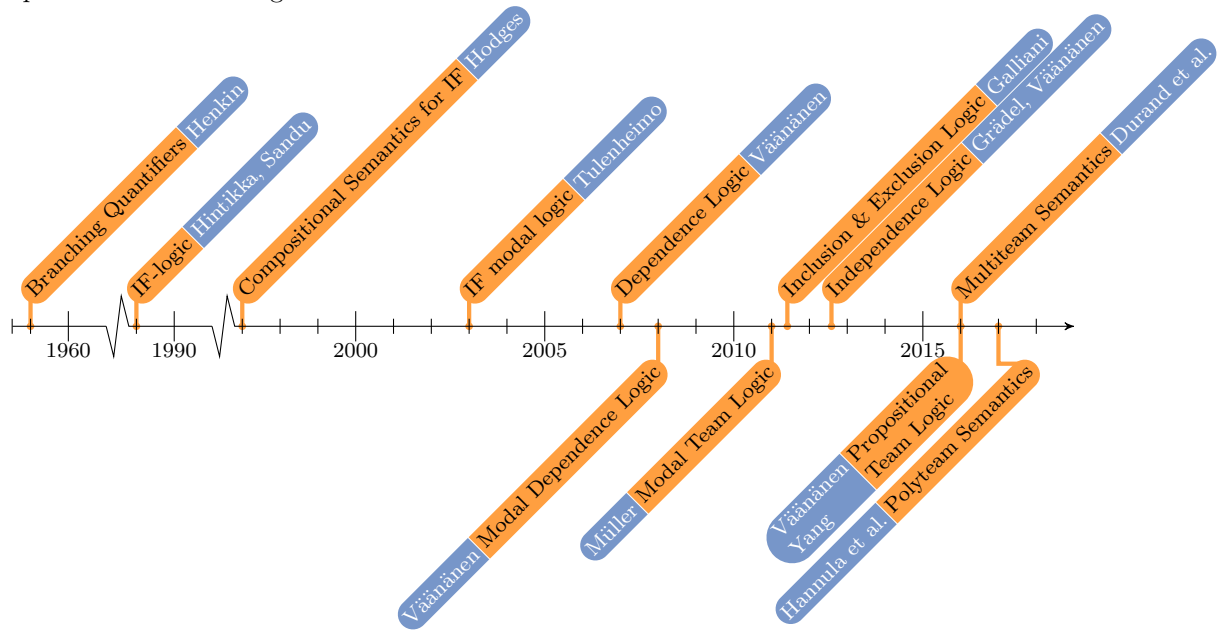 Branching Quantifiers Henkin
IF-logic Hintikka, Sandu
Compositional Semantics for IF Hodges
IF modal logic Tulenheimo
Dependence Logic Väänänen
Inclusion & Exclusion Logic Galliani
Independence Logic Grädel, Väänänen
Multiteam Semantics Durand et al.
1960
1990
2000
2005
2010
2015
Väänänen Modal Dependence Logic
Müller Modal Team Logic
Väänänen Propositional
Yang Team Logic
Hannula et al. Polyteam Semantics